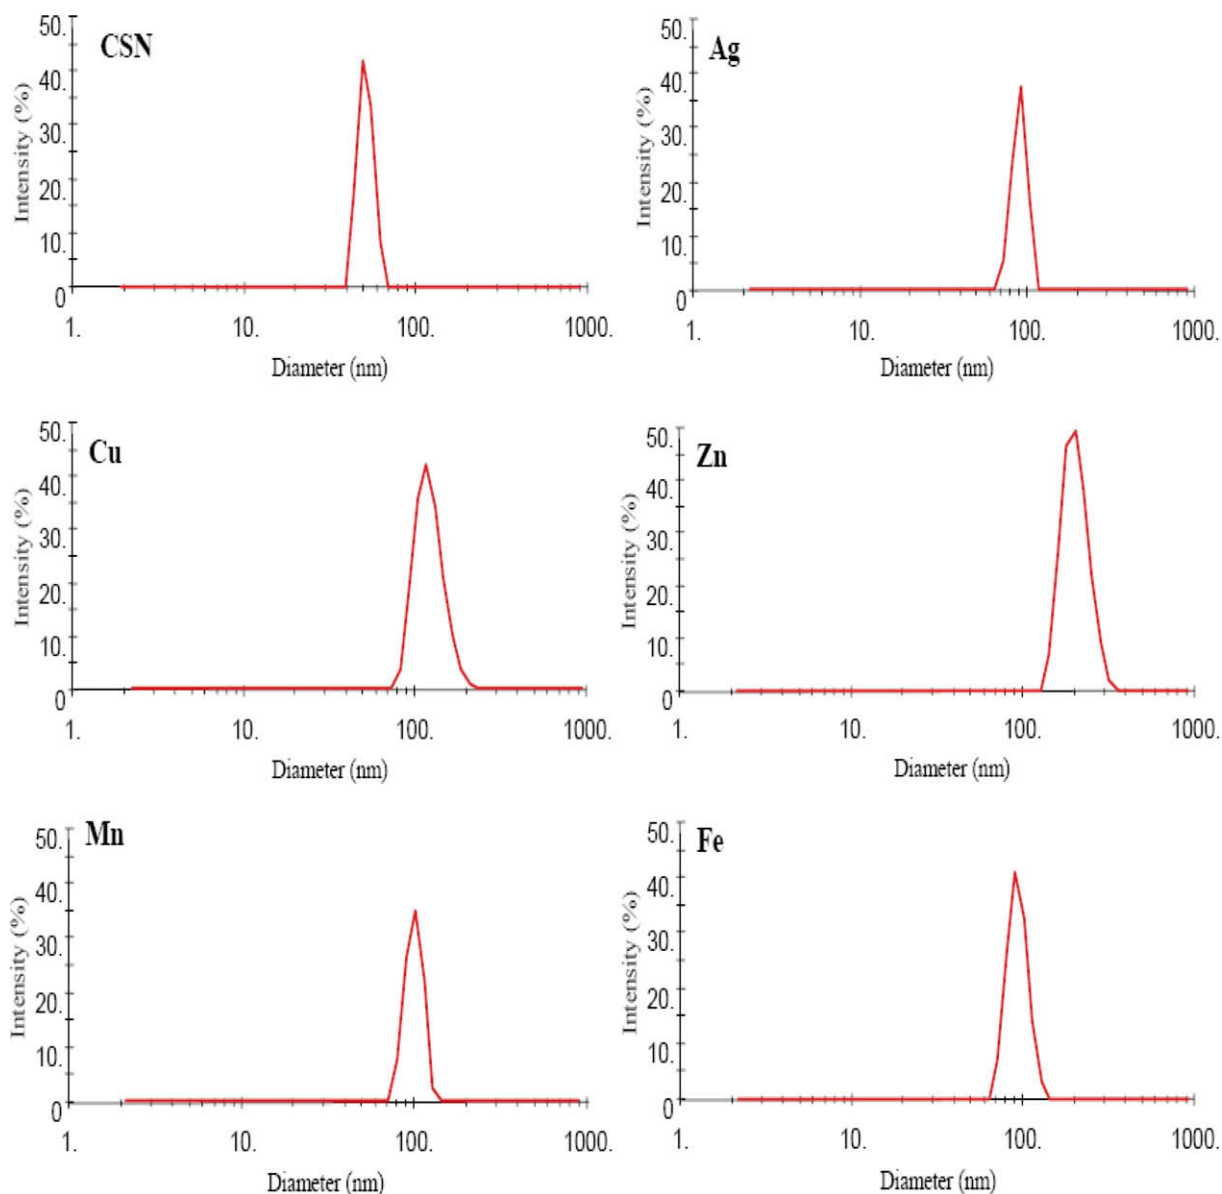 CSN
Intensity (%)
50.
40.
30.
20.
10.
0
1. 10. 100. 1000.
Diameter (nm)
Ag
Intensity (%)
50.
40.
30.
20.
10.
0
1. 10. 100. 1000.
Diameter (nm)
Cu
Intensity (%)
50.
40.
30.
20.
10.
0
1. 10. 100. 1000.
Diameter (nm)
Zn
Intensity (%)
50.
40.
30.
20.
10.
0
1 10. 100. 1000.
Diameter (nm)
Mn
Intensity (%)
50.
40.
30.
20.
10.
0
1. 10. 100. 1000.
Diameter (nm)
Fe
Intensity (%)
50.
40.
30.
20.
10.
0
1. 10. 100. 1000.
Diameter (nm)